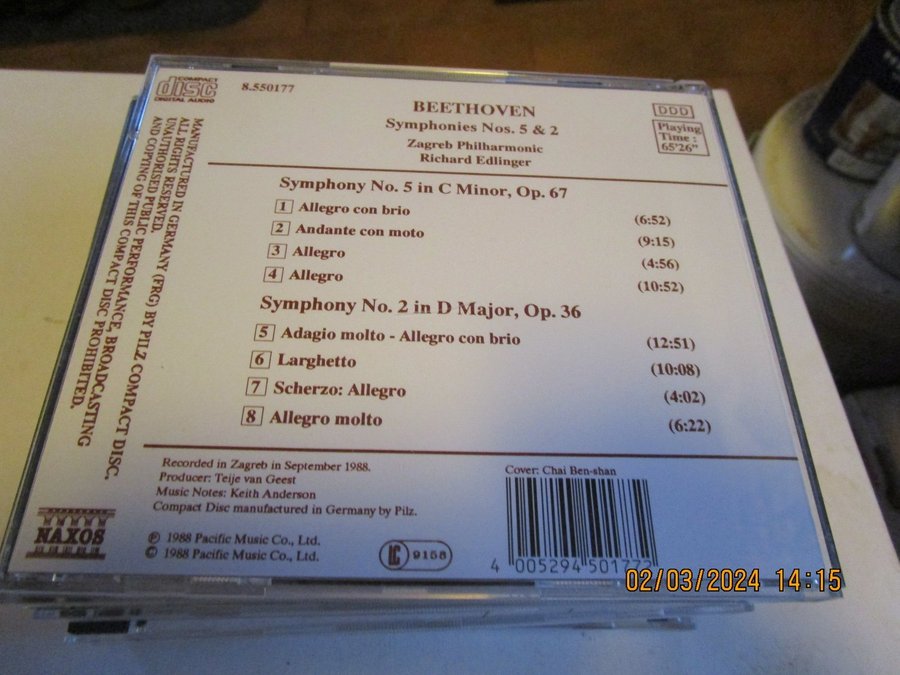 COMPACT
disc
DIGITAL AUDIO
8.550177
BEETHOVEN
Symphonies Nos. 5 & 2
Zagreb Philharmonic
Richard Edlinger
DDD
Playing
Time :
65'26"
MANUFACTURED IN GERMANY (FRG) BY PILZ COMPACT DISC.
ALL RIGHTS RESERVED.
UNAUTHORISED PUBLIC PERFORMANCE, BROADCASTING
AND COPYING OF THIS COMPACT DISC PROHIBITED.
Symphony No. 5 in C Minor, Op. 67
1 Allegro con brio (6:52)
2 Andante con moto (9:15)
3 Allegro (4:56)
4 Allegro (10:52)
Symphony No. 2 in D Major, Op. 36
5 Adagio molto - Allegro con brio (12:51)
6 Larghetto (10:08)
7 Scherzo: Allegro (4:02)
8 Allegro molto (6:22)
Recorded in Zagreb in September 1988.
Producer: Teije van Geest
Music Notes: Keith Anderson
Compact Disc manufactured in Germany by Pilz.
Cover: Chai Ben-shan
NAXOS
℗ 1988 Pacific Music Co., Ltd.
© 1988 Pacific Music Co., Ltd.
LC 9158
4 005294 501772
02/03/2024 14:15